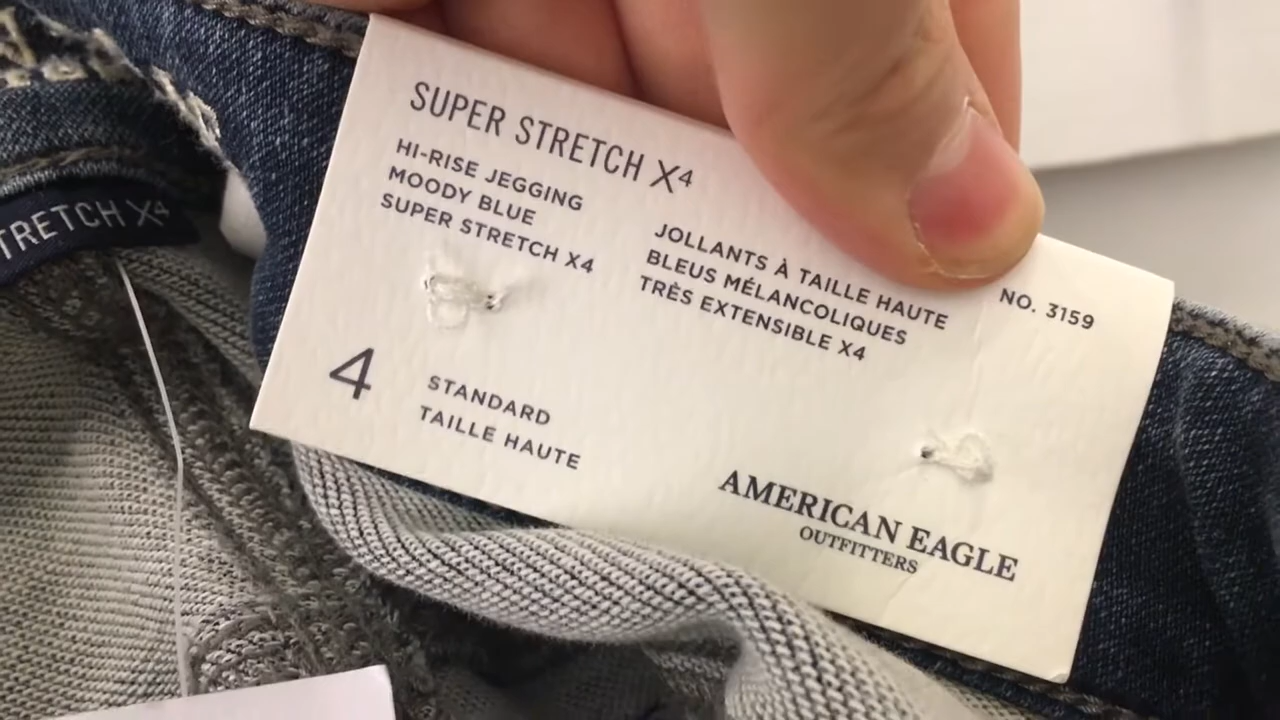 SUPER STRETCH X4
HI-RISE JEGGING
MOODY BLUE
SUPER STRETCH X4
JOLLANTS À TAILLE HAUTE
BLEUS MÉLANCOLIQUES
TRÈS EXTENSIBLE X4
NO. 3159
4
STANDARD
TAILLE HAUTE
AMERICAN EAGLE
OUTFITTERS
TRETCH X4